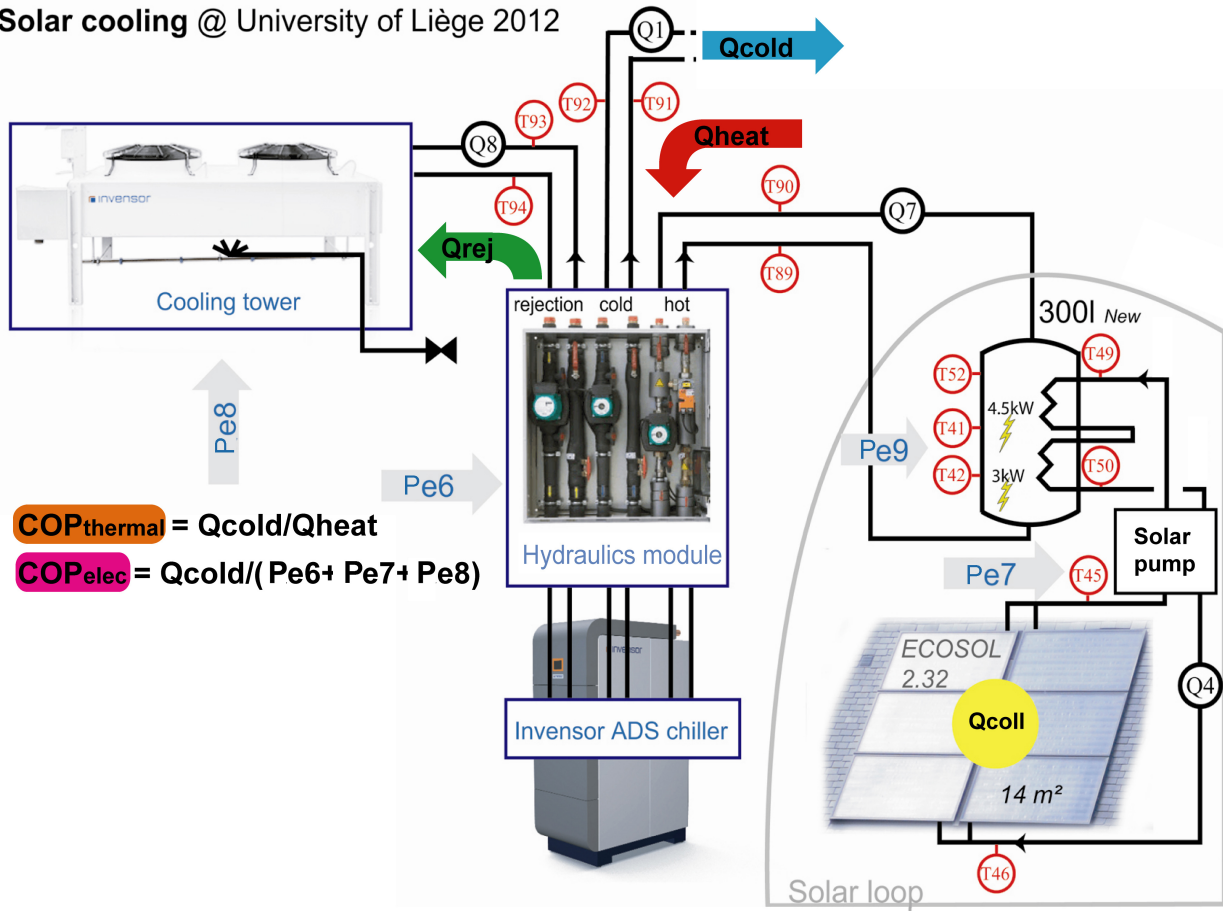 Solar cooling @ University of Liège 2012
Q1
Qcold
T92
T91
T93
Q8
Qheat
invensor
T94
T90
Q7
Qrej
T89
Cooling tower
rejection cold hot
300l New
T49
T52
4.5kW
T41
Pe8
Pe9
T50
3kW
T42
Pe6
COPthermal = Qcold/Qheat
COPelec = Qcold/(Pe6+ Pe7+ Pe8)
Hydraulics module
Solar
pump
Pe7
T45
invensor
ECOSOL
2.32
Q4
Qcoll
Invensor ADS chiller
14 m²
T46
Solar loop